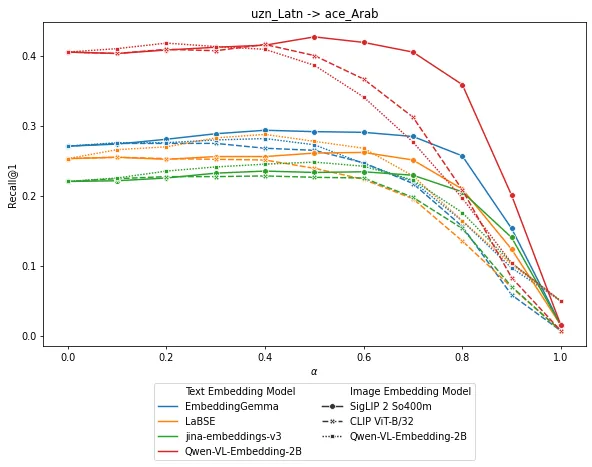 uzn_Latn -> ace_Arab
Recall@1
0.4
0.3
0.2
0.1
0.0
0.0 0.2 0.4 0.6 0.8 1.0
α
Text Embedding Model Image Embedding Model
EmbeddingGemma SigLIP 2 So400m
LaBSE CLIP ViT-B/32
jina-embeddings-v3 Qwen-VL-Embedding-2B
Qwen-VL-Embedding-2B